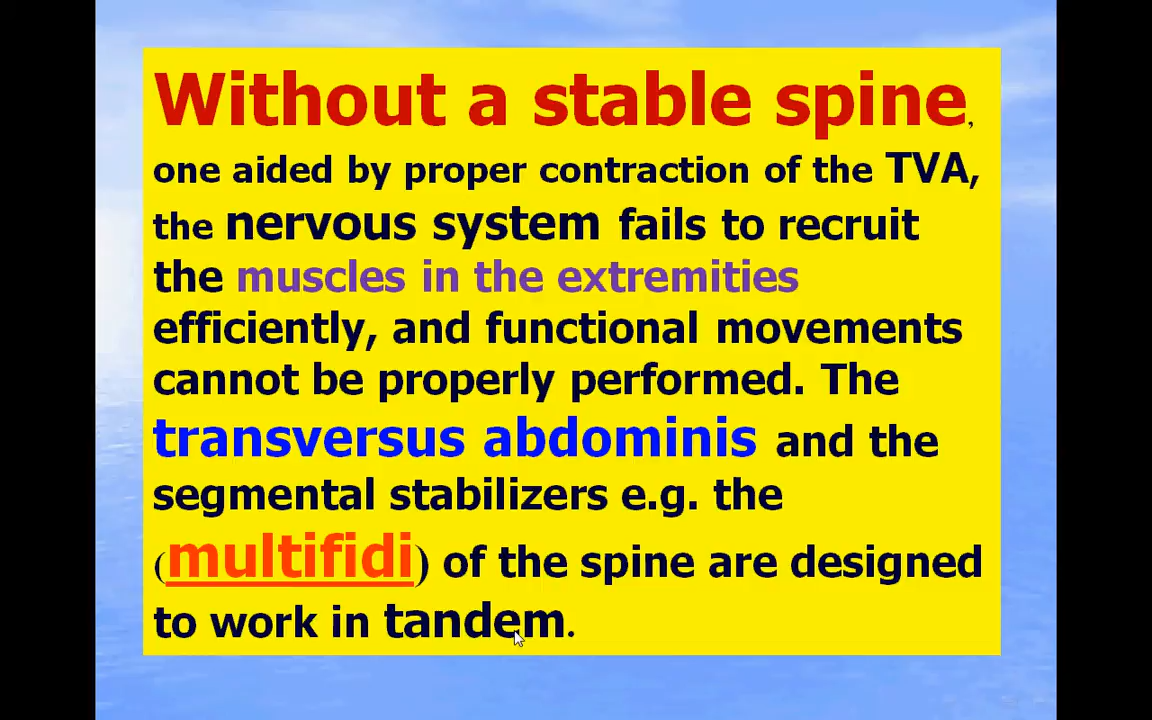 Without a stable spine,
one aided by proper contraction of the TVA,
the nervous system fails to recruit
the muscles in the extremities
efficiently, and functional movements
cannot be properly performed. The
transversus abdominis and the
segmental stabilizers e.g. the
(multifidi) of the spine are designed
to work in tandem.